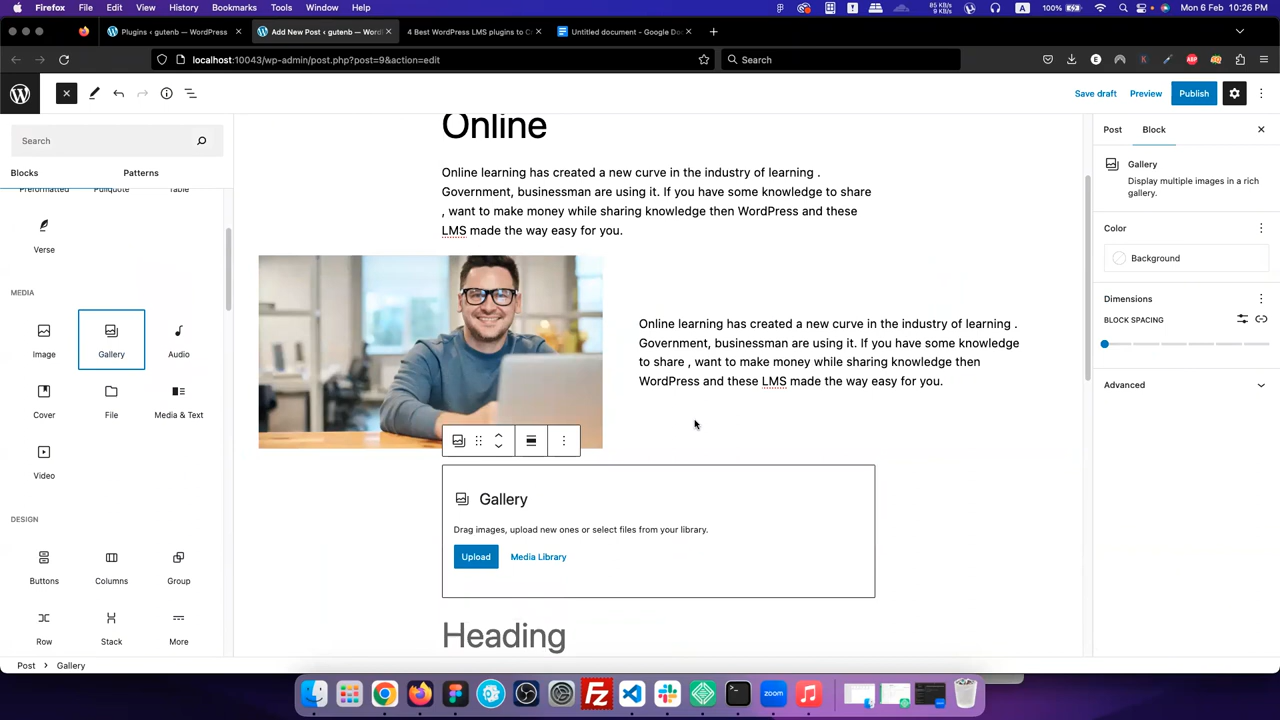 Firefox File Edit View History Bookmarks Tools Window Help
85 KB/s
4 KB/s
A 100% Mon 6 Feb 10:26 PM
Plugins ‹ gutenb — WordPress
Add New Post ‹ gutenb — Word
4 Best WordPress LMS plugins to C
Untitled document - Google Do
localhost:10043/wp-admin/post.php?post=9&action=edit
Search
Save draft Preview Publish
Search
Blocks Patterns
Preformatted Pullquote Table
Verse
MEDIA
Image Gallery Audio
Cover File Media & Text
Video
DESIGN
Buttons Columns Group
Row Stack More
Online
Online learning has created a new curve in the industry of learning .
Government, businessman are using it. If you have some knowledge to share
, want to make money while sharing knowledge then WordPress and these
LMS made the way easy for you.
Online learning has created a new curve in the industry of learning .
Government, businessman are using it. If you have some knowledge
to share , want to make money while sharing knowledge then
WordPress and these LMS made the way easy for you.
Gallery
Drag images, upload new ones or select files from your library.
Upload Media Library
Heading
Post Block
Gallery
Display multiple images in a rich
gallery.
Color
Background
Dimensions
BLOCK SPACING
Advanced
Post Gallery
Fz
zoom